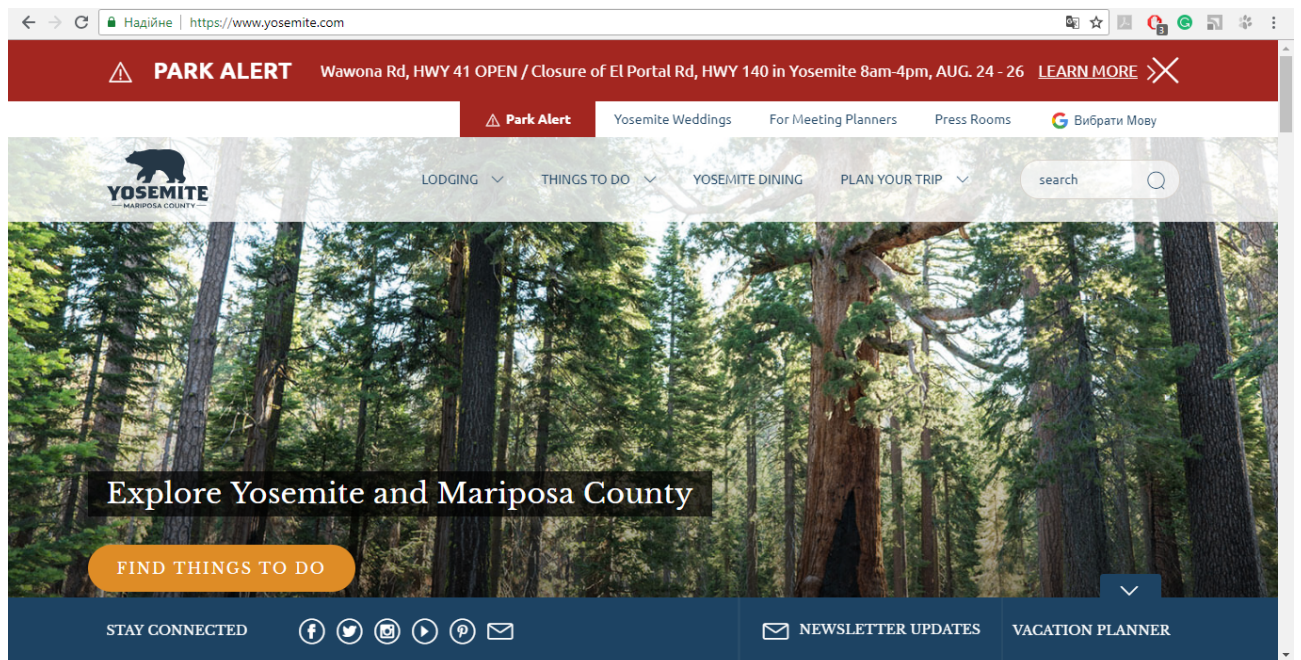 Надійне | https://www.yosemite.com
3
PARK ALERT Wawona Rd, HWY 41 OPEN / Closure of El Portal Rd, HWY 140 in Yosemite 8am-4pm, AUG. 24 - 26 LEARN MORE
Park Alert Yosemite Weddings For Meeting Planners Press Rooms Вибрати Мову
YOSEMITE
MARIPOSA COUNTY
LODGING THINGS TO DO YOSEMITE DINING PLAN YOUR TRIP search
Explore Yosemite and Mariposa County
FIND THINGS TO DO
STAY CONNECTED NEWSLETTER UPDATES VACATION PLANNER